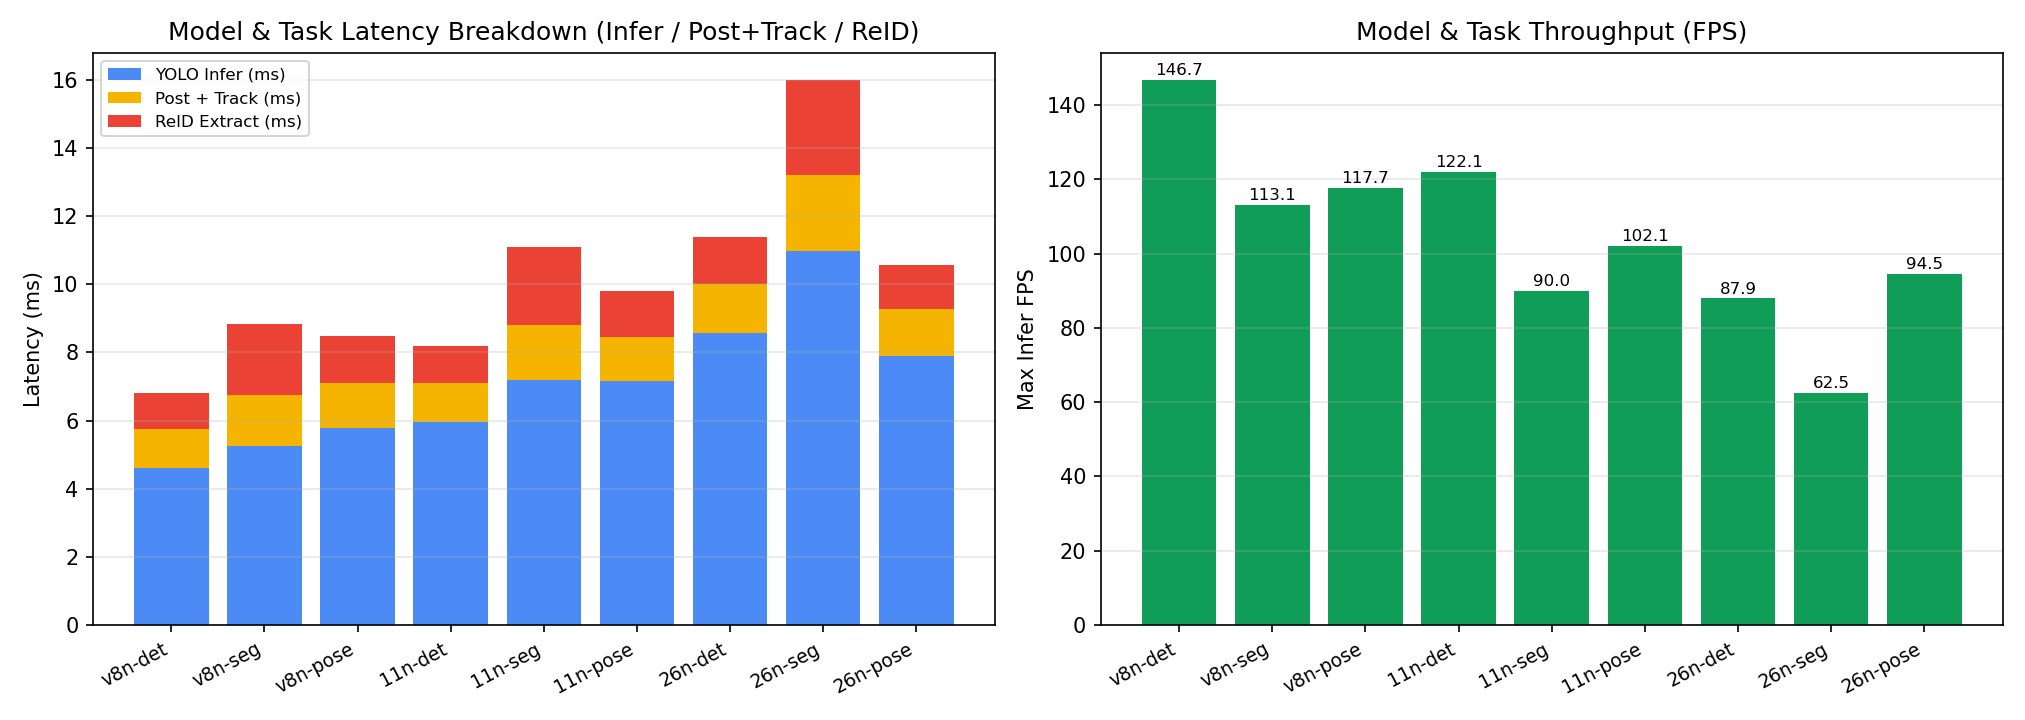 Model & Task Latency Breakdown (Infer / Post+Track / ReID)
YOLO Infer (ms)
Post + Track (ms)
ReID Extract (ms)
Latency (ms)
16
14
12
10
8
6
4
2
0
v8n-det
v8n-seg
v8n-pose
11n-det
11n-seg
11n-pose
26n-det
26n-seg
26n-pose
Model & Task Throughput (FPS)
Max Infer FPS
140
120
100
80
60
40
20
0
146.7
113.1
117.7
122.1
90.0
102.1
87.9
62.5
94.5
v8n-det
v8n-seg
v8n-pose
11n-det
11n-seg
11n-pose
26n-det
26n-seg
26n-pose